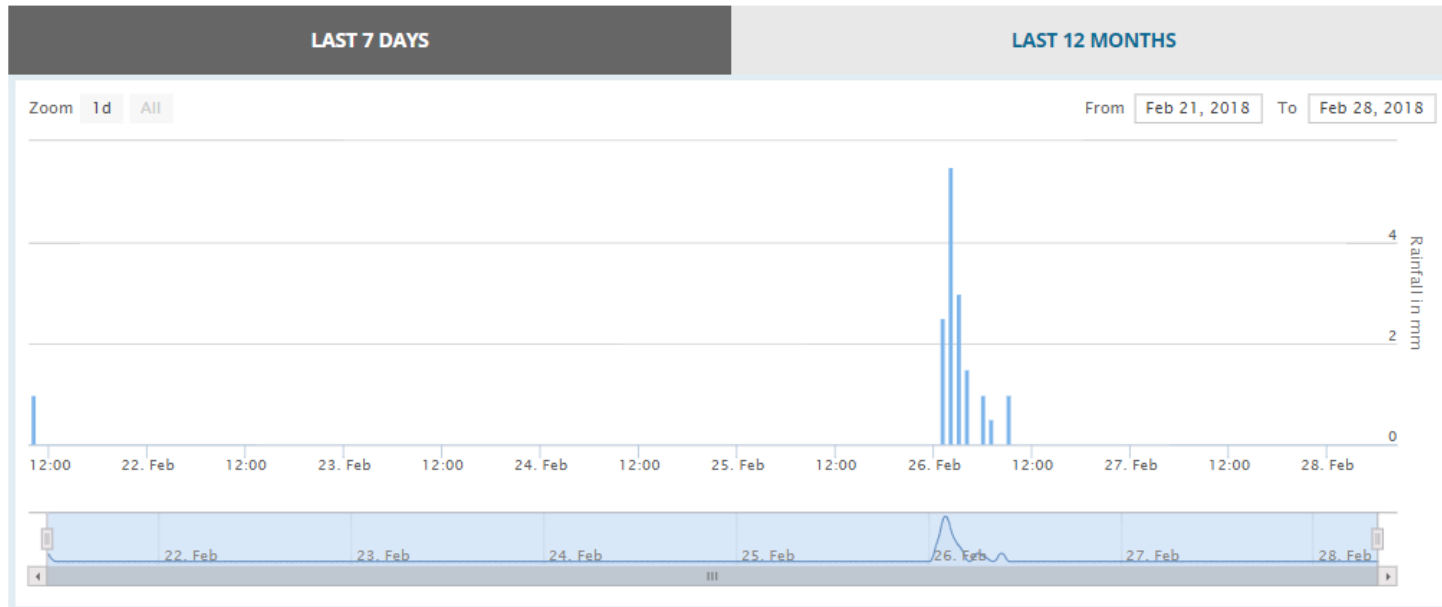 LAST 7 DAYS LAST 12 MONTHS
Zoom 1d All From Feb 21, 2018 To Feb 28, 2018
4
Rainfall in mm
2
0
12:00 22. Feb 12:00 23. Feb 12:00 24. Feb 12:00 25. Feb 12:00 26. Feb 12:00 27. Feb 12:00 28. Feb
22. Feb 23. Feb 24. Feb 25. Feb 26. Feb 27. Feb 28. Feb